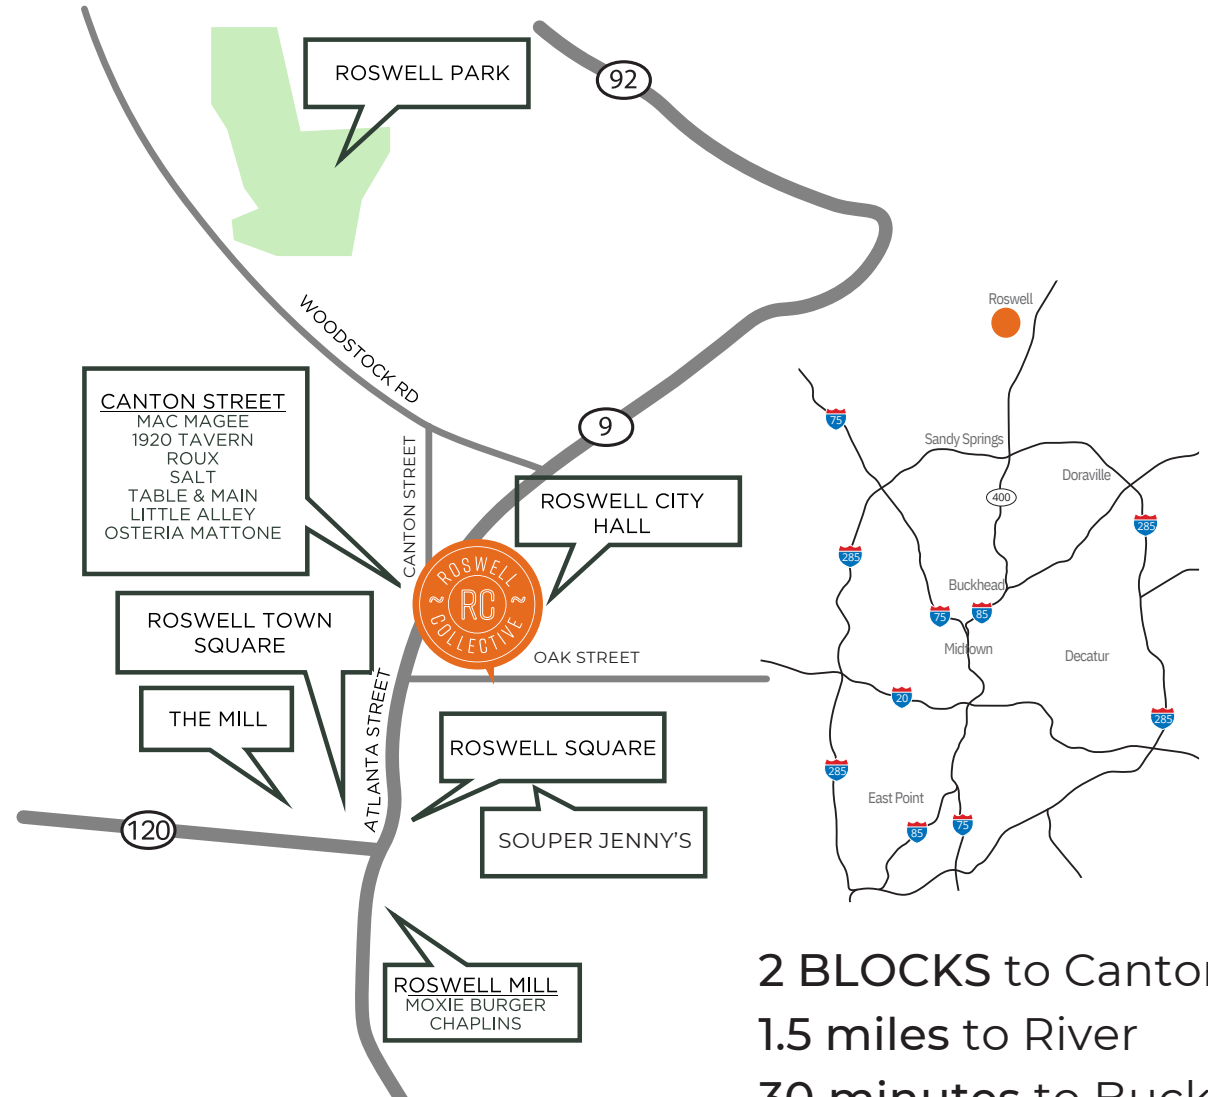 ROSWELL PARK
92
WOODSTOCK RD
9
CANTON STREET
MAC MAGEE
1920 TAVERN
ROUX
SALT
TABLE & MAIN
LITTLE ALLEY
OSTERIA MATTONE
CANTON STREET
ROSWELL CITY
HALL
ROSWELL
RC
COLLECTIVE
ROSWELL TOWN
SQUARE
OAK STREET
THE MILL
ATLANTA STREET
ROSWELL SQUARE
120
SOUPER JENNY'S
ROSWELL MILL
MOXIE BURGER
CHAPLINS
Roswell
75
Sandy Springs
Doraville
400
285
285
Buckhead
75
85
Midtown
Decatur
20
285
285
East Point
85
75
2 BLOCKS to Canton
1.5 miles to River
30 minutes to Buck